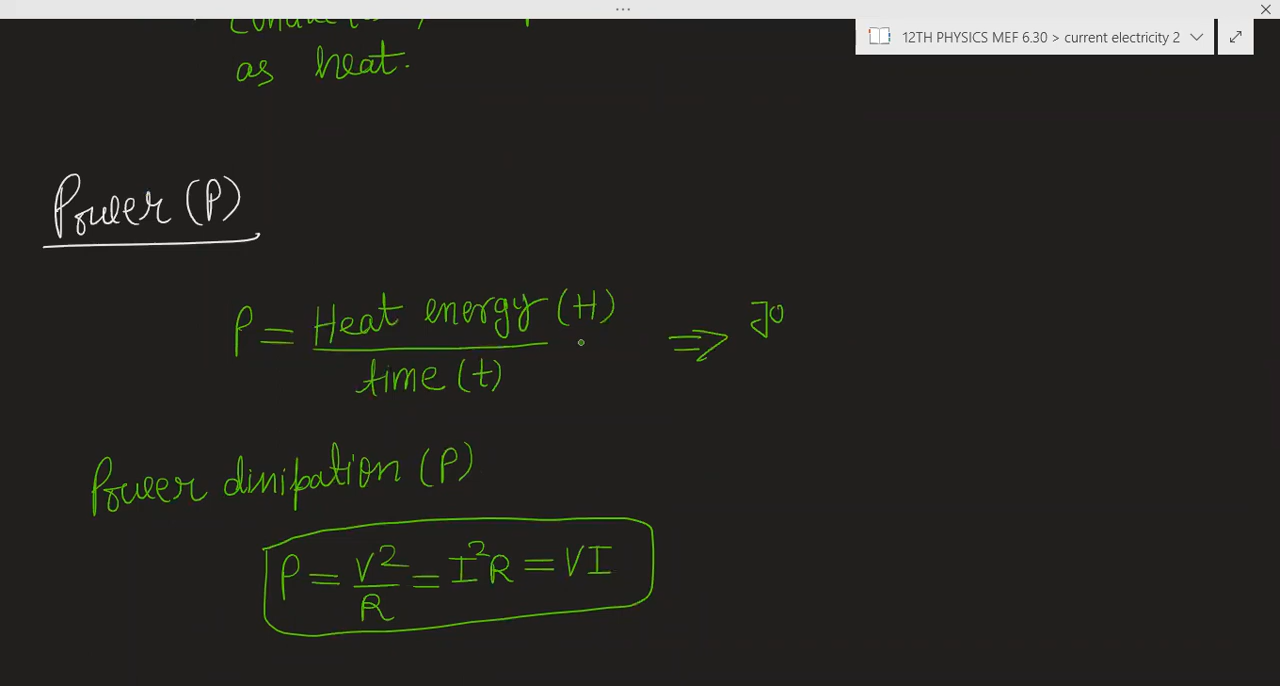 12TH PHYSICS MEF 6.30 > current electricity 2
as heat.
Power (P)
P = Heat energy (H) / time (t) ⇒ Jo
Power dissipation (P)
P = V²/R = I²R = VI